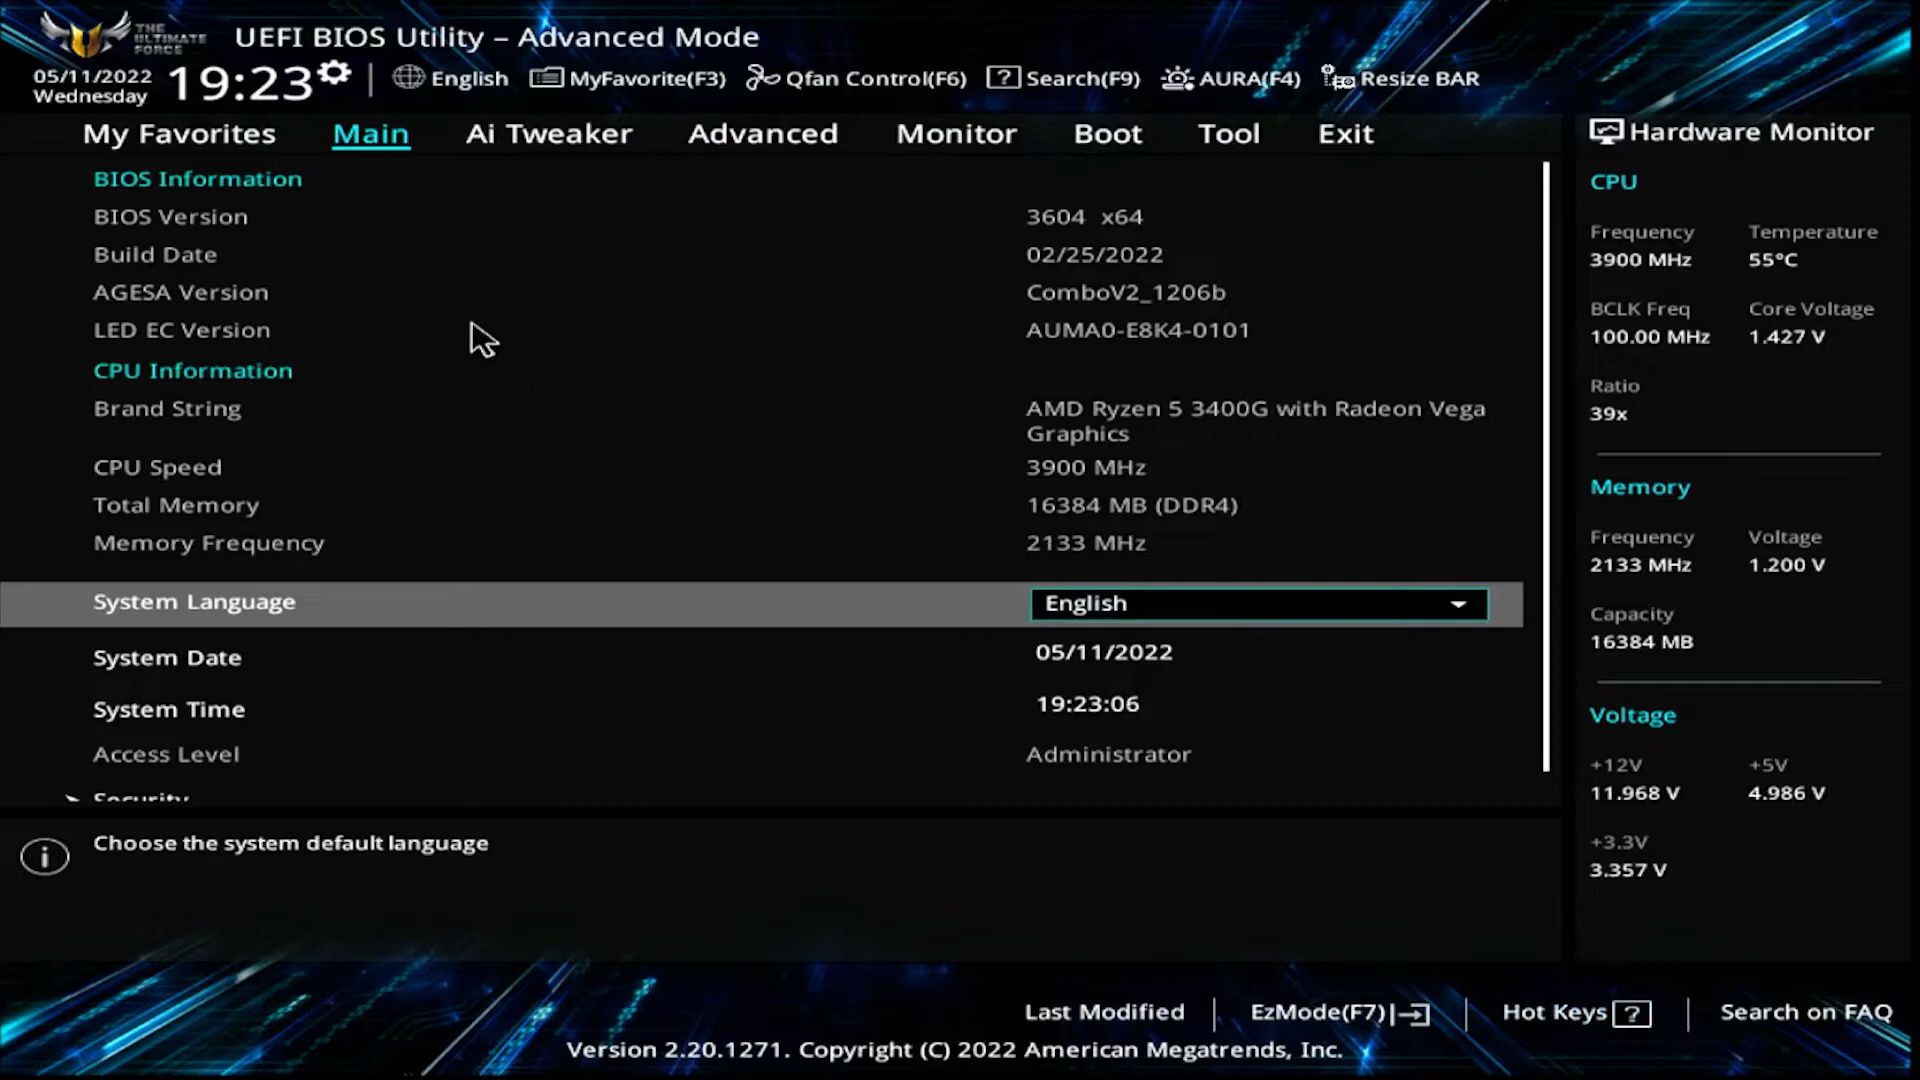 THE
ULTIMATE
FORCE
UEFI BIOS Utility – Advanced Mode
05/11/2022
Wednesday
19:23
English
MyFavorite(F3)
Qfan Control(F6)
? Search(F9)
AURA(F4)
Resize BAR
My Favorites
Main
Ai Tweaker
Advanced
Monitor
Boot
Tool
Exit
BIOS Information
BIOS Version 3604 x64
Build Date 02/25/2022
AGESA Version ComboV2_1206b
LED EC Version AUMA0-E8K4-0101
CPU Information
Brand String AMD Ryzen 5 3400G with Radeon Vega
Graphics
CPU Speed 3900 MHz
Total Memory 16384 MB (DDR4)
Memory Frequency 2133 MHz
System Language English
System Date 05/11/2022
System Time 19:23:06
Access Level Administrator
Security
i Choose the system default language
Hardware Monitor
CPU
Frequency Temperature
3900 MHz 55°C
BCLK Freq Core Voltage
100.00 MHz 1.427 V
Ratio
39x
Memory
Frequency Voltage
2133 MHz 1.200 V
Capacity
16384 MB
Voltage
+12V +5V
11.968 V 4.986 V
+3.3V
3.357 V
Last Modified
EzMode(F7)
Hot Keys ?
Search on FAQ
Version 2.20.1271. Copyright (C) 2022 American Megatrends, Inc.